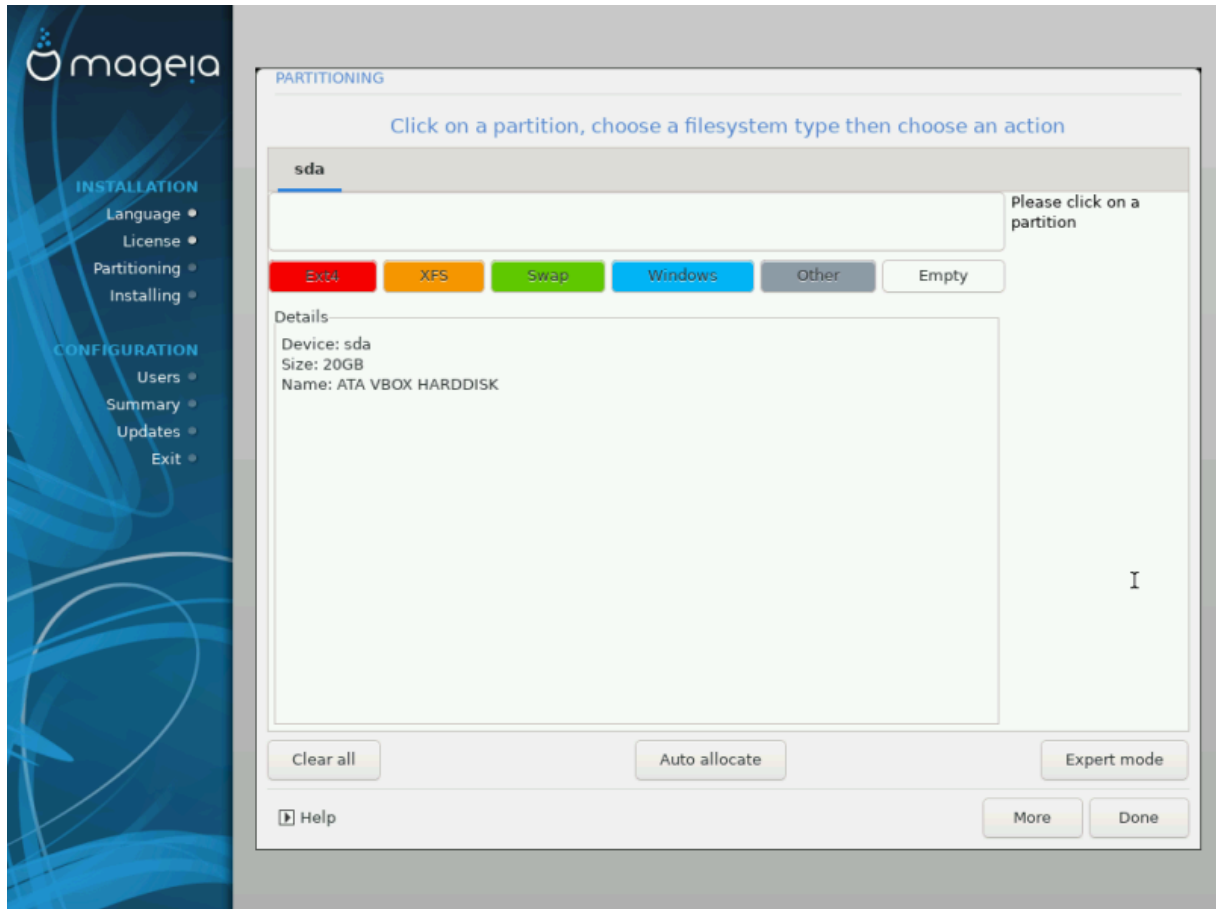 mageia
INSTALLATION
Language
License
Partitioning
Installing
CONFIGURATION
Users
Summary
Updates
Exit
PARTITIONING
Click on a partition, choose a filesystem type then choose an action
sda
Please click on a
partition
Ext4 XFS Swap Windows Other Empty
Details
Device: sda
Size: 20GB
Name: ATA VBOX HARDDISK
Clear all Auto allocate Expert mode
Help More Done